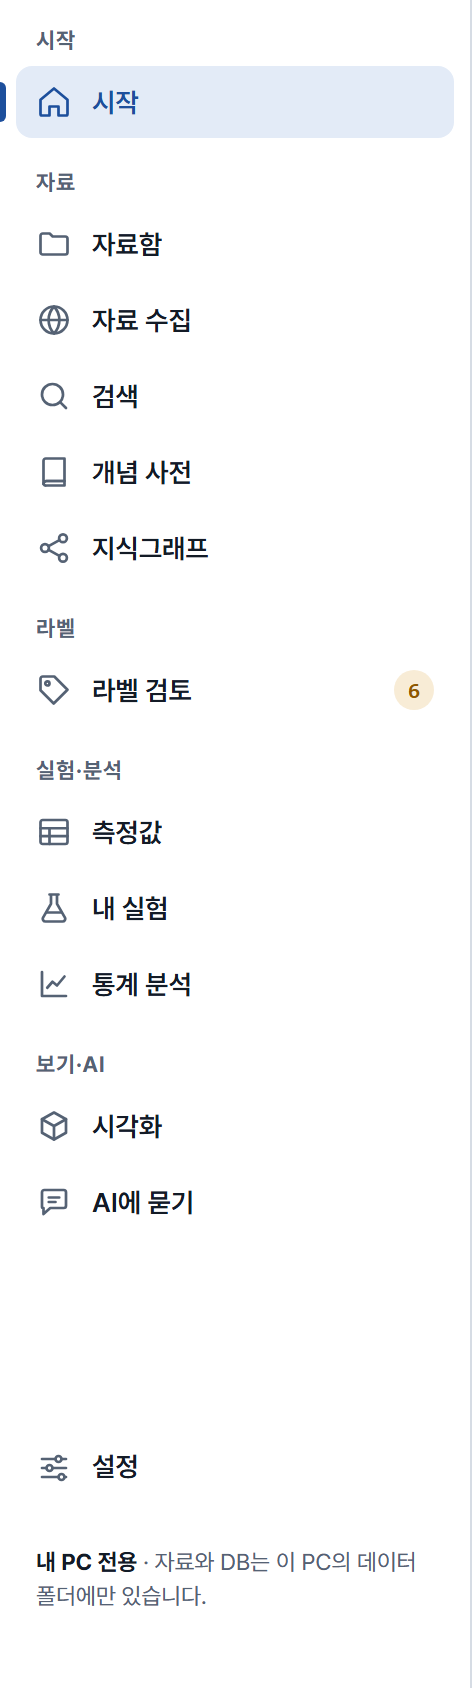 시작
시작
자료
자료함
자료 수집
검색
개념 사전
지식그래프
라벨
라벨 검토 6
실험·분석
측정값
내 실험
통계 분석
보기·AI
시각화
AI에 묻기
설정
내 PC 전용 · 자료와 DB는 이 PC의 데이터
폴더에만 있습니다.